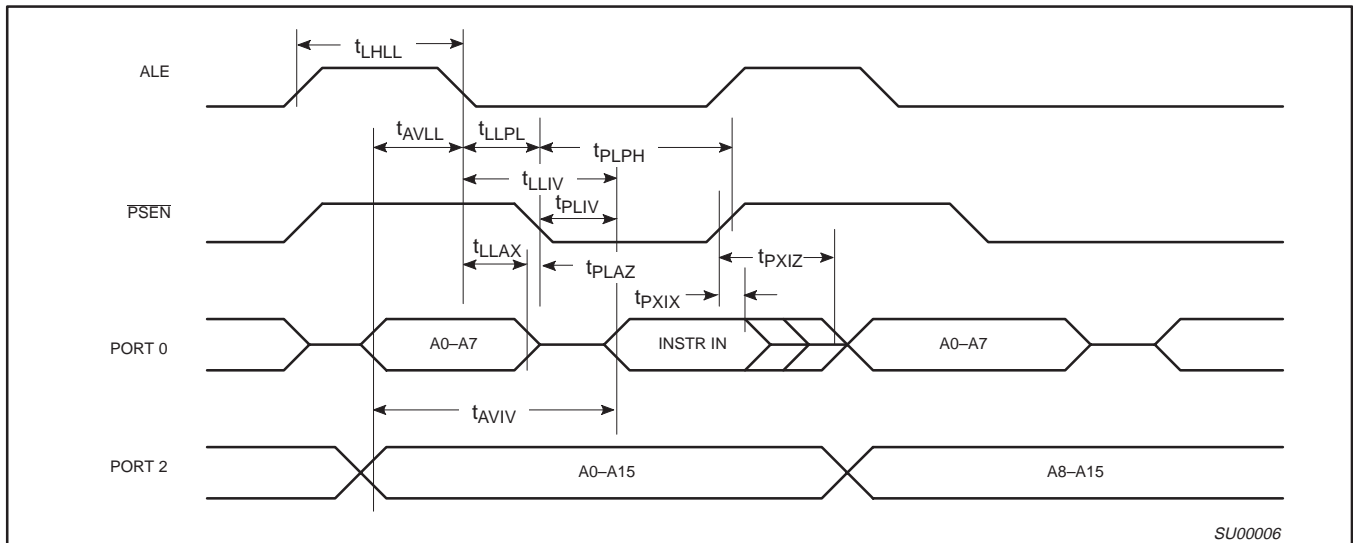 ALE
tLHLL
tAVLL
tLLPL
tPLPH
tLLIV
PSEN
tPLIV
tLLAX
tPLAZ
tPXIZ
tPXIX
PORT 0
A0–A7
INSTR IN
A0–A7
tAVIV
PORT 2
A0–A15
A8–A15
SU00006